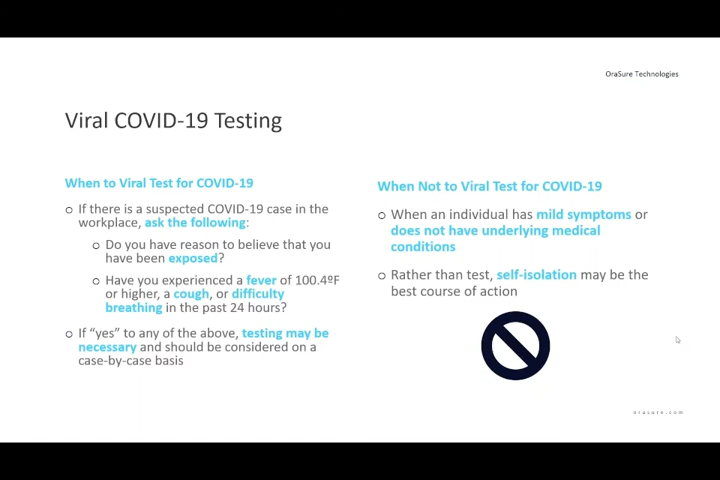 OraSure Technologies
Viral COVID-19 Testing
When to Viral Test for COVID-19
o If there is a suspected COVID-19 case in the
workplace, ask the following:
o Do you have reason to believe that you
have been exposed?
o Have you experienced a fever of 100.4ºF
or higher, a cough, or difficulty
breathing in the past 24 hours?
o If “yes” to any of the above, testing may be
necessary and should be considered on a
case-by-case basis
When Not to Viral Test for COVID-19
o When an individual has mild symptoms or
does not have underlying medical
conditions
o Rather than test, self-isolation may be the
best course of action
orasure.com